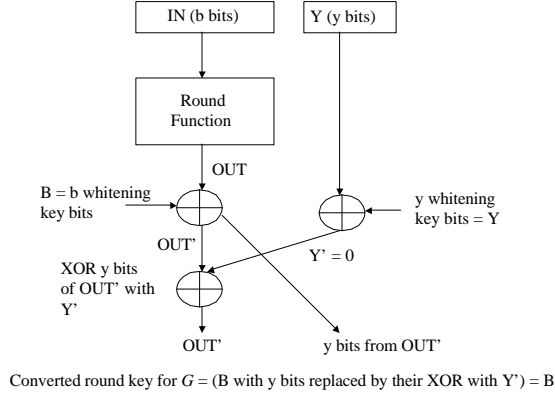 IN (b bits)
Y (y bits)
Round
Function
OUT
B = b whitening
key bits
y whitening
key bits = Y
OUT’
Y’ = 0
XOR y bits
of OUT’ with
Y’
OUT’
y bits from OUT’
Converted round key for G = (B with y bits replaced by their XOR with Y’) = B